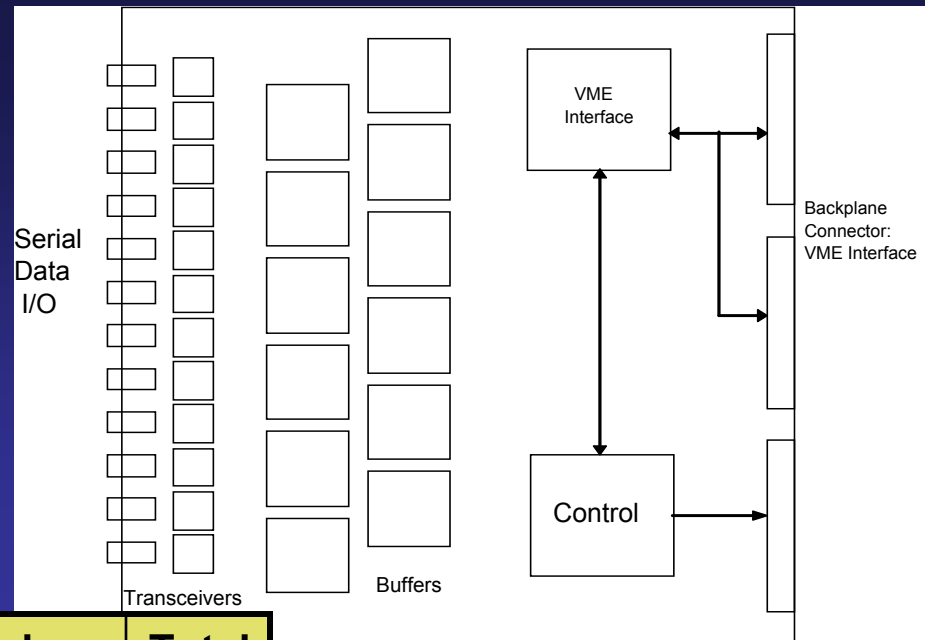 Serial
Data
I/O
VME
Interface
Backplane
Connector:
VME Interface
Control
Transceivers
Buffers
Total